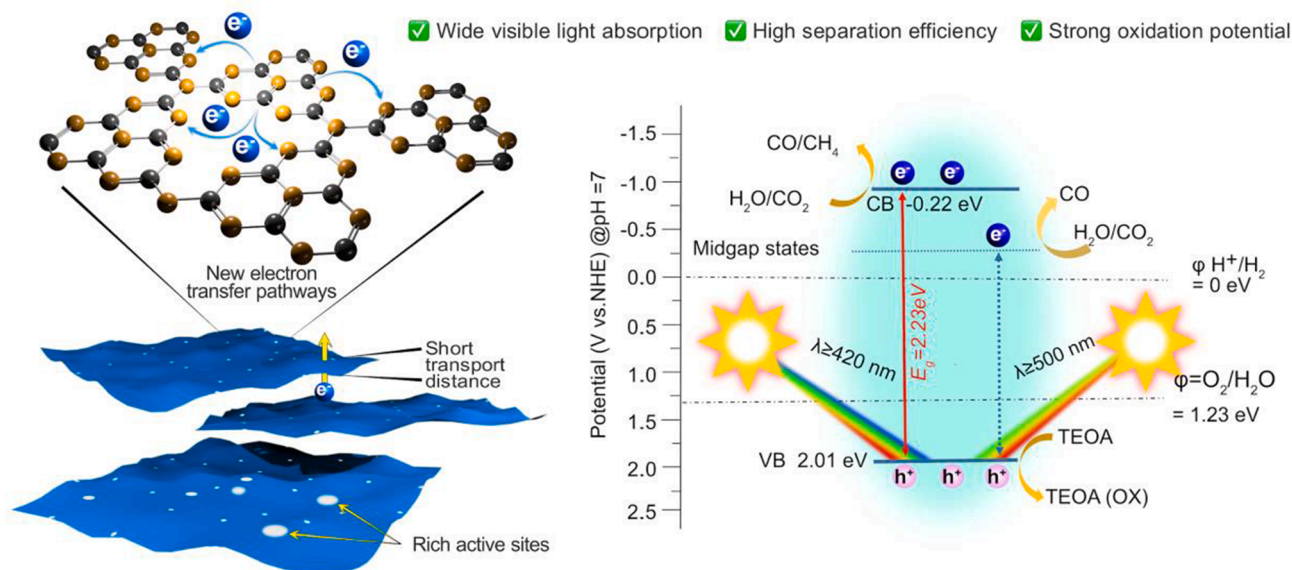 ✅ Wide visible light absorption ✅ High separation efficiency ✅ Strong oxidation potential
e⁻
e⁻
e⁻
e⁻
New electron
transfer pathways
Short
transport
distance
e⁻
Rich active sites
Potential (V vs.NHE) @pH =7
-1.5
-1.0
-0.5
0.0
0.5
1.0
1.5
2.0
2.5
CO/CH₄
H₂O/CO₂
e⁻ e⁻
CB -0.22 eV
CO
H₂O/CO₂
e⁻
Midgap states
φ H⁺/H₂
= 0 eV
E_g=2.23eV
λ≥420 nm
λ≥500 nm
φ=O₂/H₂O
= 1.23 eV
VB 2.01 eV
h⁺ h⁺ h⁺
TEOA
TEOA (OX)